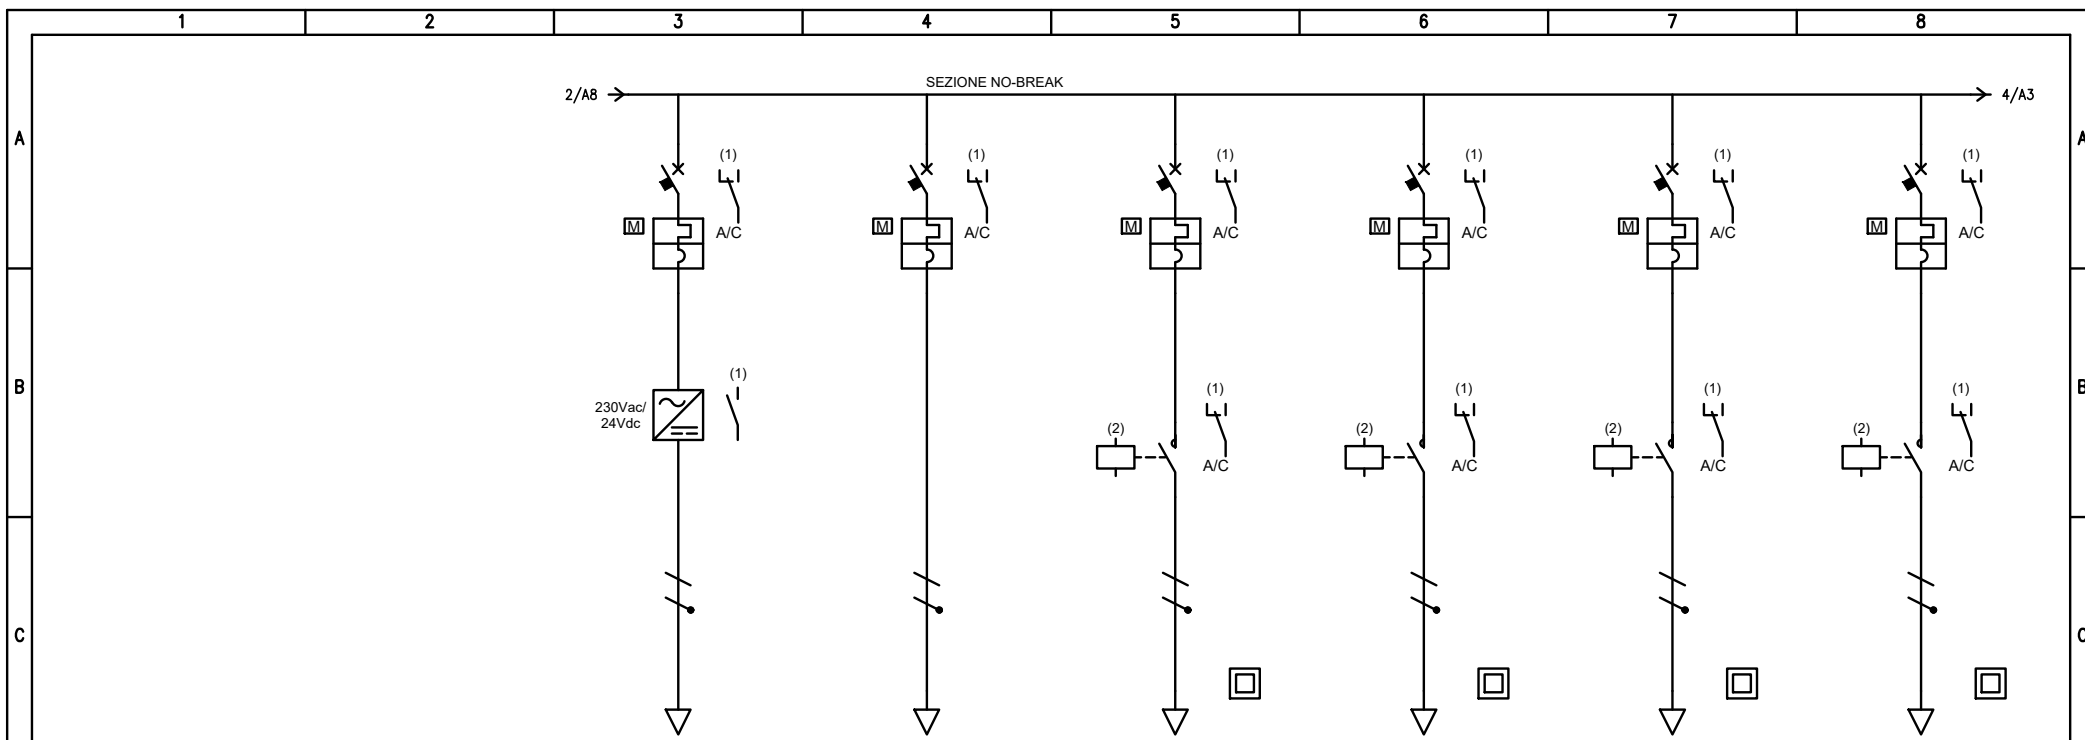 1 2 3 4 5 6 7 8
SEZIONE NO-BREAK
2/A8 4/A3
A A
(1) (1) (1) (1) (1) (1)
M A/C M A/C M A/C M A/C M A/C M A/C
B B
(1)
230Vac/
24Vdc
(1) (1) (1) (1)
(2) (2) (2) (2)
A/C A/C A/C A/C
C C